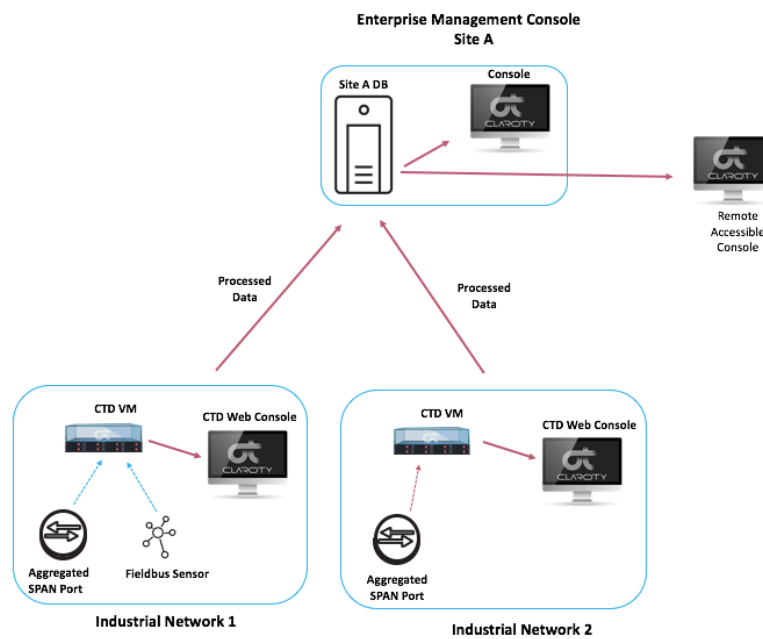 Enterprise Management Console
Site A
Site A DB
Console
CLAROTY
CLAROTY
Remote
Accessible
Console
Processed
Data
Processed
Data
CTD VM
CTD Web Console
CLAROTY
Aggregated
SPAN Port
Fieldbus Sensor
Industrial Network 1
CTD VM
CTD Web Console
CLAROTY
Aggregated
SPAN Port
Industrial Network 2